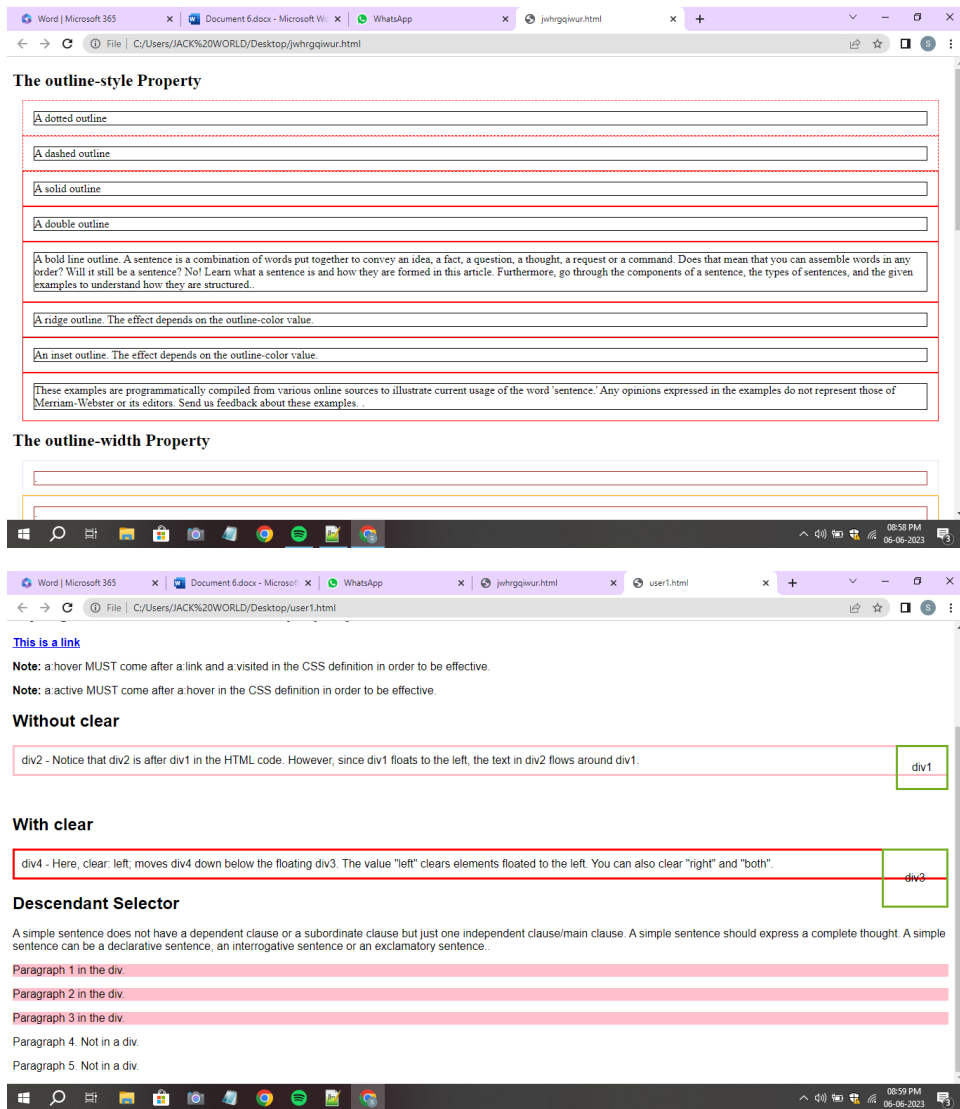 Word | Microsoft 365
Document 6.docx - Microsoft Wo
WhatsApp
jwhrgqiwur.html
File | C:/Users/JACK%20WORLD/Desktop/jwhrgqiwur.html
S
The outline-style Property
A dotted outline
A dashed outline
A solid outline
A double outline
A bold line outline. A sentence is a combination of words put together to convey an idea, a fact, a question, a thought, a request or a command. Does that mean that you can assemble words in any
order? Will it still be a sentence? No! Learn what a sentence is and how they are formed in this article. Furthermore, go through the components of a sentence, the types of sentences, and the given
examples to understand how they are structured..
A ridge outline. The effect depends on the outline-color value.
An inset outline. The effect depends on the outline-color value.
These examples are programmatically compiled from various online sources to illustrate current usage of the word 'sentence.' Any opinions expressed in the examples do not represent those of
Merriam-Webster or its editors. Send us feedback about these examples. .
The outline-width Property
.
.
08:58 PM
06-06-2023
3
Word | Microsoft 365
Document 6.docx - Microsoft
WhatsApp
jwhrgqiwur.html
user1.html
File | C:/Users/JACK%20WORLD/Desktop/user1.html
S
This is a link
Note: a:hover MUST come after a:link and a:visited in the CSS definition in order to be effective.
Note: a:active MUST come after a:hover in the CSS definition in order to be effective.
Without clear
div2 - Notice that div2 is after div1 in the HTML code. However, since div1 floats to the left, the text in div2 flows around div1.
div1
With clear
div4 - Here, clear: left; moves div4 down below the floating div3. The value "left" clears elements floated to the left. You can also clear "right" and "both".
div3
Descendant Selector
A simple sentence does not have a dependent clause or a subordinate clause but just one independent clause/main clause. A simple sentence should express a complete thought. A simple
sentence can be a declarative sentence, an interrogative sentence or an exclamatory sentence..
Paragraph 1 in the div.
Paragraph 2 in the div.
Paragraph 3 in the div.
Paragraph 4. Not in a div.
Paragraph 5. Not in a div.
08:59 PM
06-06-2023
3